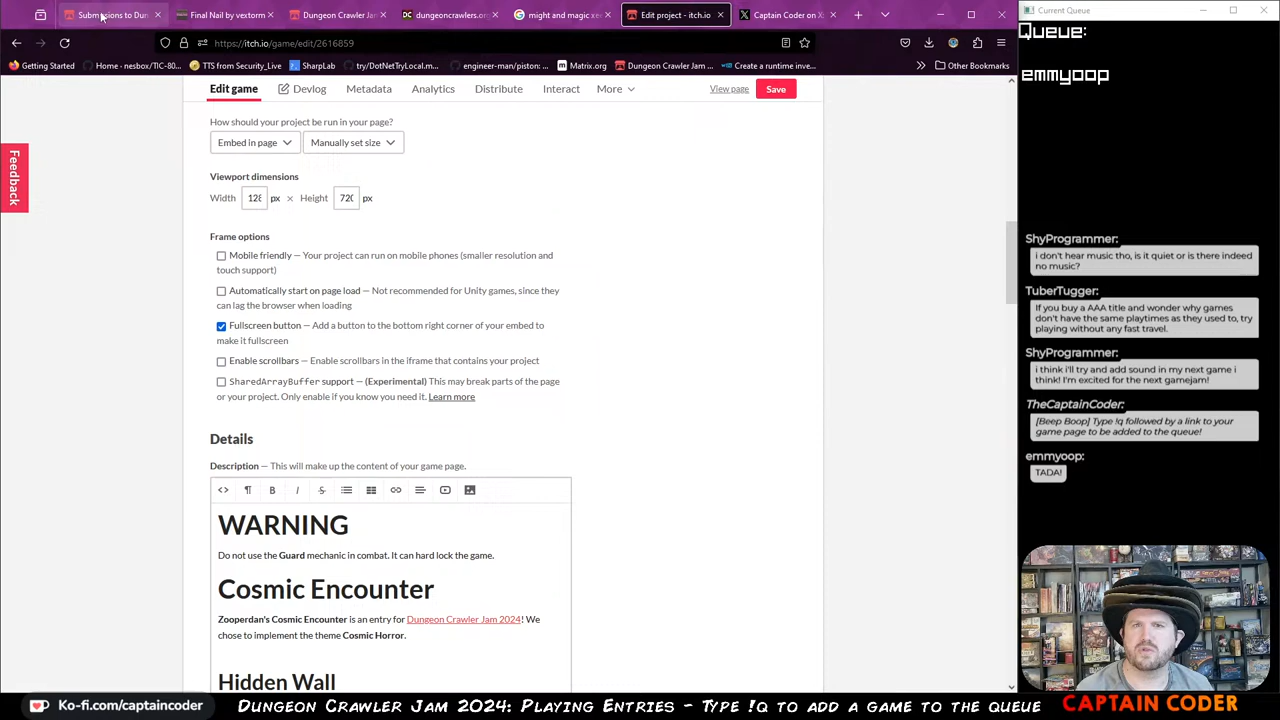 Submissions to Dun
Final Nail by vertexm
Dungeon Crawler Jam
dungeoncrawlers.org
might and magic xe
Edit project - itch.io
Captain Coder on X
Current Queue
https://itch.io/game/edit/2616859
Getting Started
Home - nesbox/TIC-80...
TTS from Security_Live
SharpLab
try/DotNetTryLocal.m...
engineer-man/piston: ...
Matrix.org
Dungeon Crawler Jam ...
Create a runtime inv...
Other Bookmarks
Queue:
emmyoop
Edit game
Devlog
Metadata
Analytics
Distribute
Interact
More
View page
Save
Feedback
How should your project be run in your page?
Embed in page
Manually set size
Viewport dimensions
Width 128 px × Height 720 px
Frame options
Mobile friendly — Your project can run on mobile phones (smaller resolution and
touch support)
Automatically start on page load — Not recommended for Unity games, since they
can lag the browser when loading
Fullscreen button — Add a button to the bottom right corner of your embed to
make it fullscreen
Enable scrollbars — Enable scrollbars in the iframe that contains your project
SharedArrayBuffer support — (Experimental) This may break parts of the page
or your project. Only enable if you know you need it. Learn more
Details
Description — This will make up the content of your game page.
WARNING
Do not use the Guard mechanic in combat. It can hard lock the game.
Cosmic Encounter
Zooperdan's Cosmic Encounter is an entry for Dungeon Crawler Jam 2024! We
chose to implement the theme Cosmic Horror.
Hidden Wall
ShyProgrammer:
i don't hear music tho, is it quiet or is there indeed
no music?
TuberTugger:
If you buy a AAA title and wonder why games
don't have the same playtimes as they used to, try
playing without any fast travel.
ShyProgrammer:
i think i'll try and add sound in my next game i
think! I'm excited for the next gamejam!
TheCaptainCoder:
[Beep Boop] Type !q followed by a link to your
game page to be added to the queue!
emmyoop:
TADA!
Ko-fi.com/captaincoder
Dungeon Crawler Jam 2024: Playing Entries - Type !q to add a game to the queue
CAPTAIN CODER